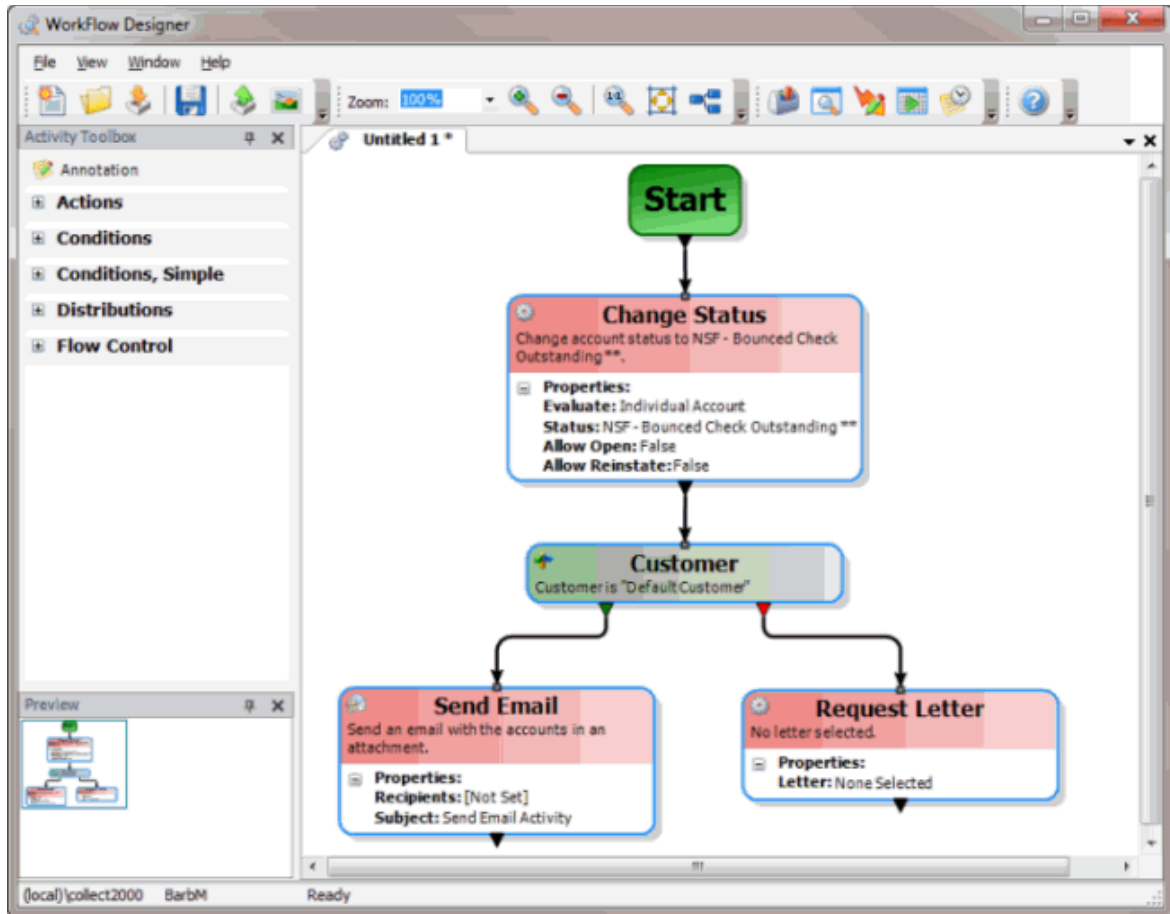 WorkFlow Designer
File View Window Help
Zoom: 100%
1:1
Activity Toolbox
Untitled 1 *
Annotation
Actions
Conditions
Conditions, Simple
Distributions
Flow Control
Start
Change Status
Change account status to NSF - Bounced Check
Outstanding **.
Properties:
Evaluate: Individual Account
Status: NSF - Bounced Check Outstanding **
Allow Open: False
Allow Reinstate: False
Customer
Customer is "Default Customer"
Send Email
Send an email with the accounts in an
attachment.
Properties:
Recipients: [Not Set]
Subject: Send Email Activity
Request Letter
No letter selected.
Properties:
Letter: None Selected
Preview
(local)\collect2000 BarbM Ready